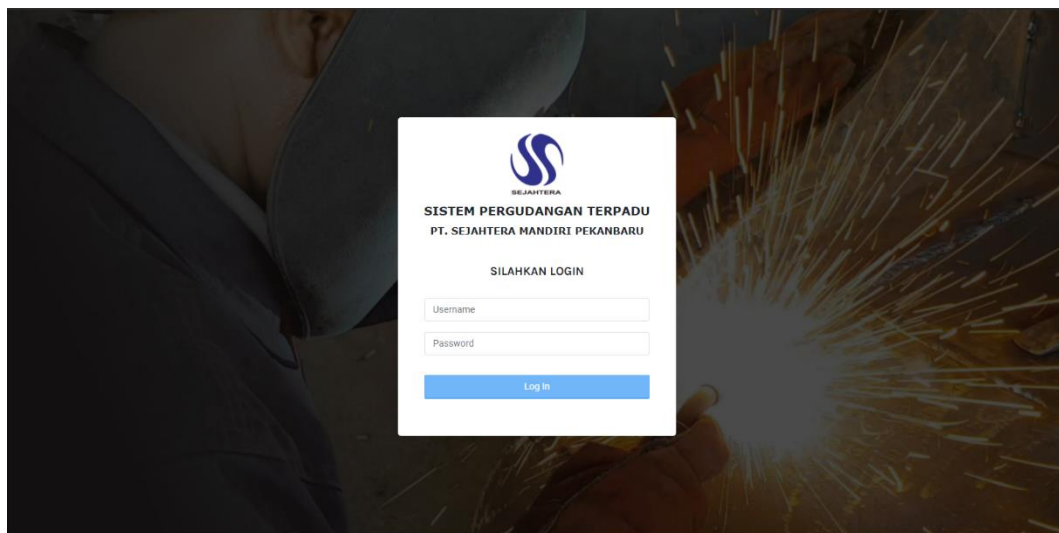 SEJAHTERA
SISTEM PERGUDANGAN TERPADU
PT. SEJAHTERA MANDIRI PEKANBARU
SILAHKAN LOGIN
Username
Password
Log In